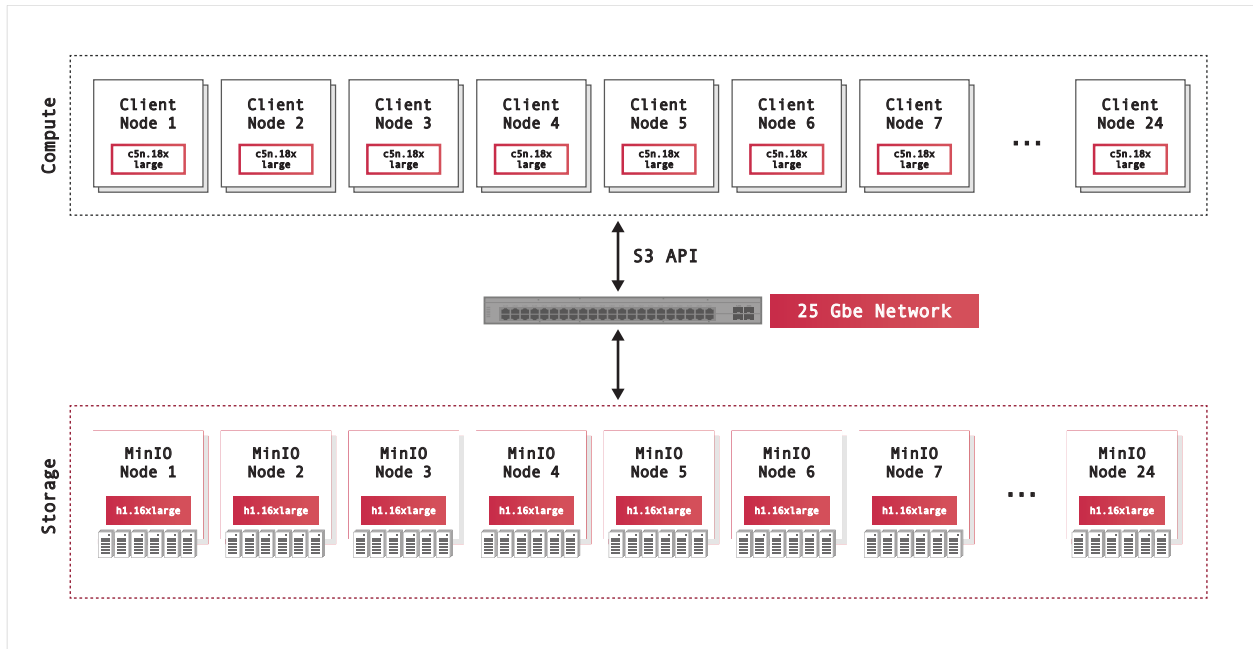 Compute
Client
Node 1
c5n.18x
large
Client
Node 2
c5n.18x
large
Client
Node 3
c5n.18x
large
Client
Node 4
c5n.18x
large
Client
Node 5
c5n.18x
large
Client
Node 6
c5n.18x
large
Client
Node 7
c5n.18x
large
...
Client
Node 24
c5n.18x
large
S3 API
25 Gbe Network
Storage
MinIO
Node 1
h1.16xlarge
MinIO
Node 2
h1.16xlarge
MinIO
Node 3
h1.16xlarge
MinIO
Node 4
h1.16xlarge
MinIO
Node 5
h1.16xlarge
MinIO
Node 6
h1.16xlarge
MinIO
Node 7
h1.16xlarge
...
MinIO
Node 24
h1.16xlarge